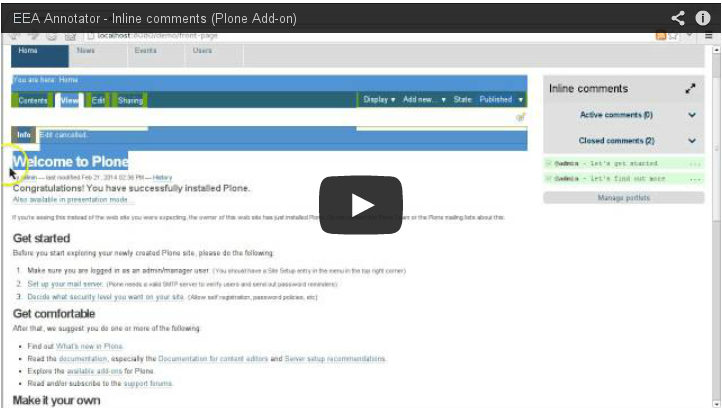 EEA Annotator - Inline comments (Plone Add-on)
localhost:8080/demo/front-page
Home News Events Users
You are here: Home
Contents View Edit Sharing Display ▾ Add new... ▾ State: Published ▾
Info Edit cancelled.
Welcome to Plone
admin — last modified Feb 21, 2014 02:36 PM — History
Congratulations! You have successfully installed Plone.
Also available in presentation mode...
If you're seeing this instead of the web site you were expecting, the owner of this web site has just installed Plone. Do not contact the Plone Team or the Plone mailing lists about this.
Get started
Before you start exploring your newly created Plone site, please do the following:
1. Make sure you are logged in as an admin/manager user. (You should have a Site Setup entry in the menu in the top right corner)
2. Set up your mail server. (Plone needs a valid SMTP server to verify users and send out password reminders)
3. Decide what security level you want on your site. (Allow self registration, password policies, etc)
Get comfortable
After that, we suggest you do one or more of the following:
• Find out What's new in Plone.
• Read the documentation, especially the Documentation for content editors and Server setup recommendations.
• Explore the available add-ons for Plone.
• Read and/or subscribe to the support forums.
Make it your own
Inline comments
Active comments (0)
Closed comments (2)
@admin - let's get started ...
@admin - let's find out more ...
Manage portlets